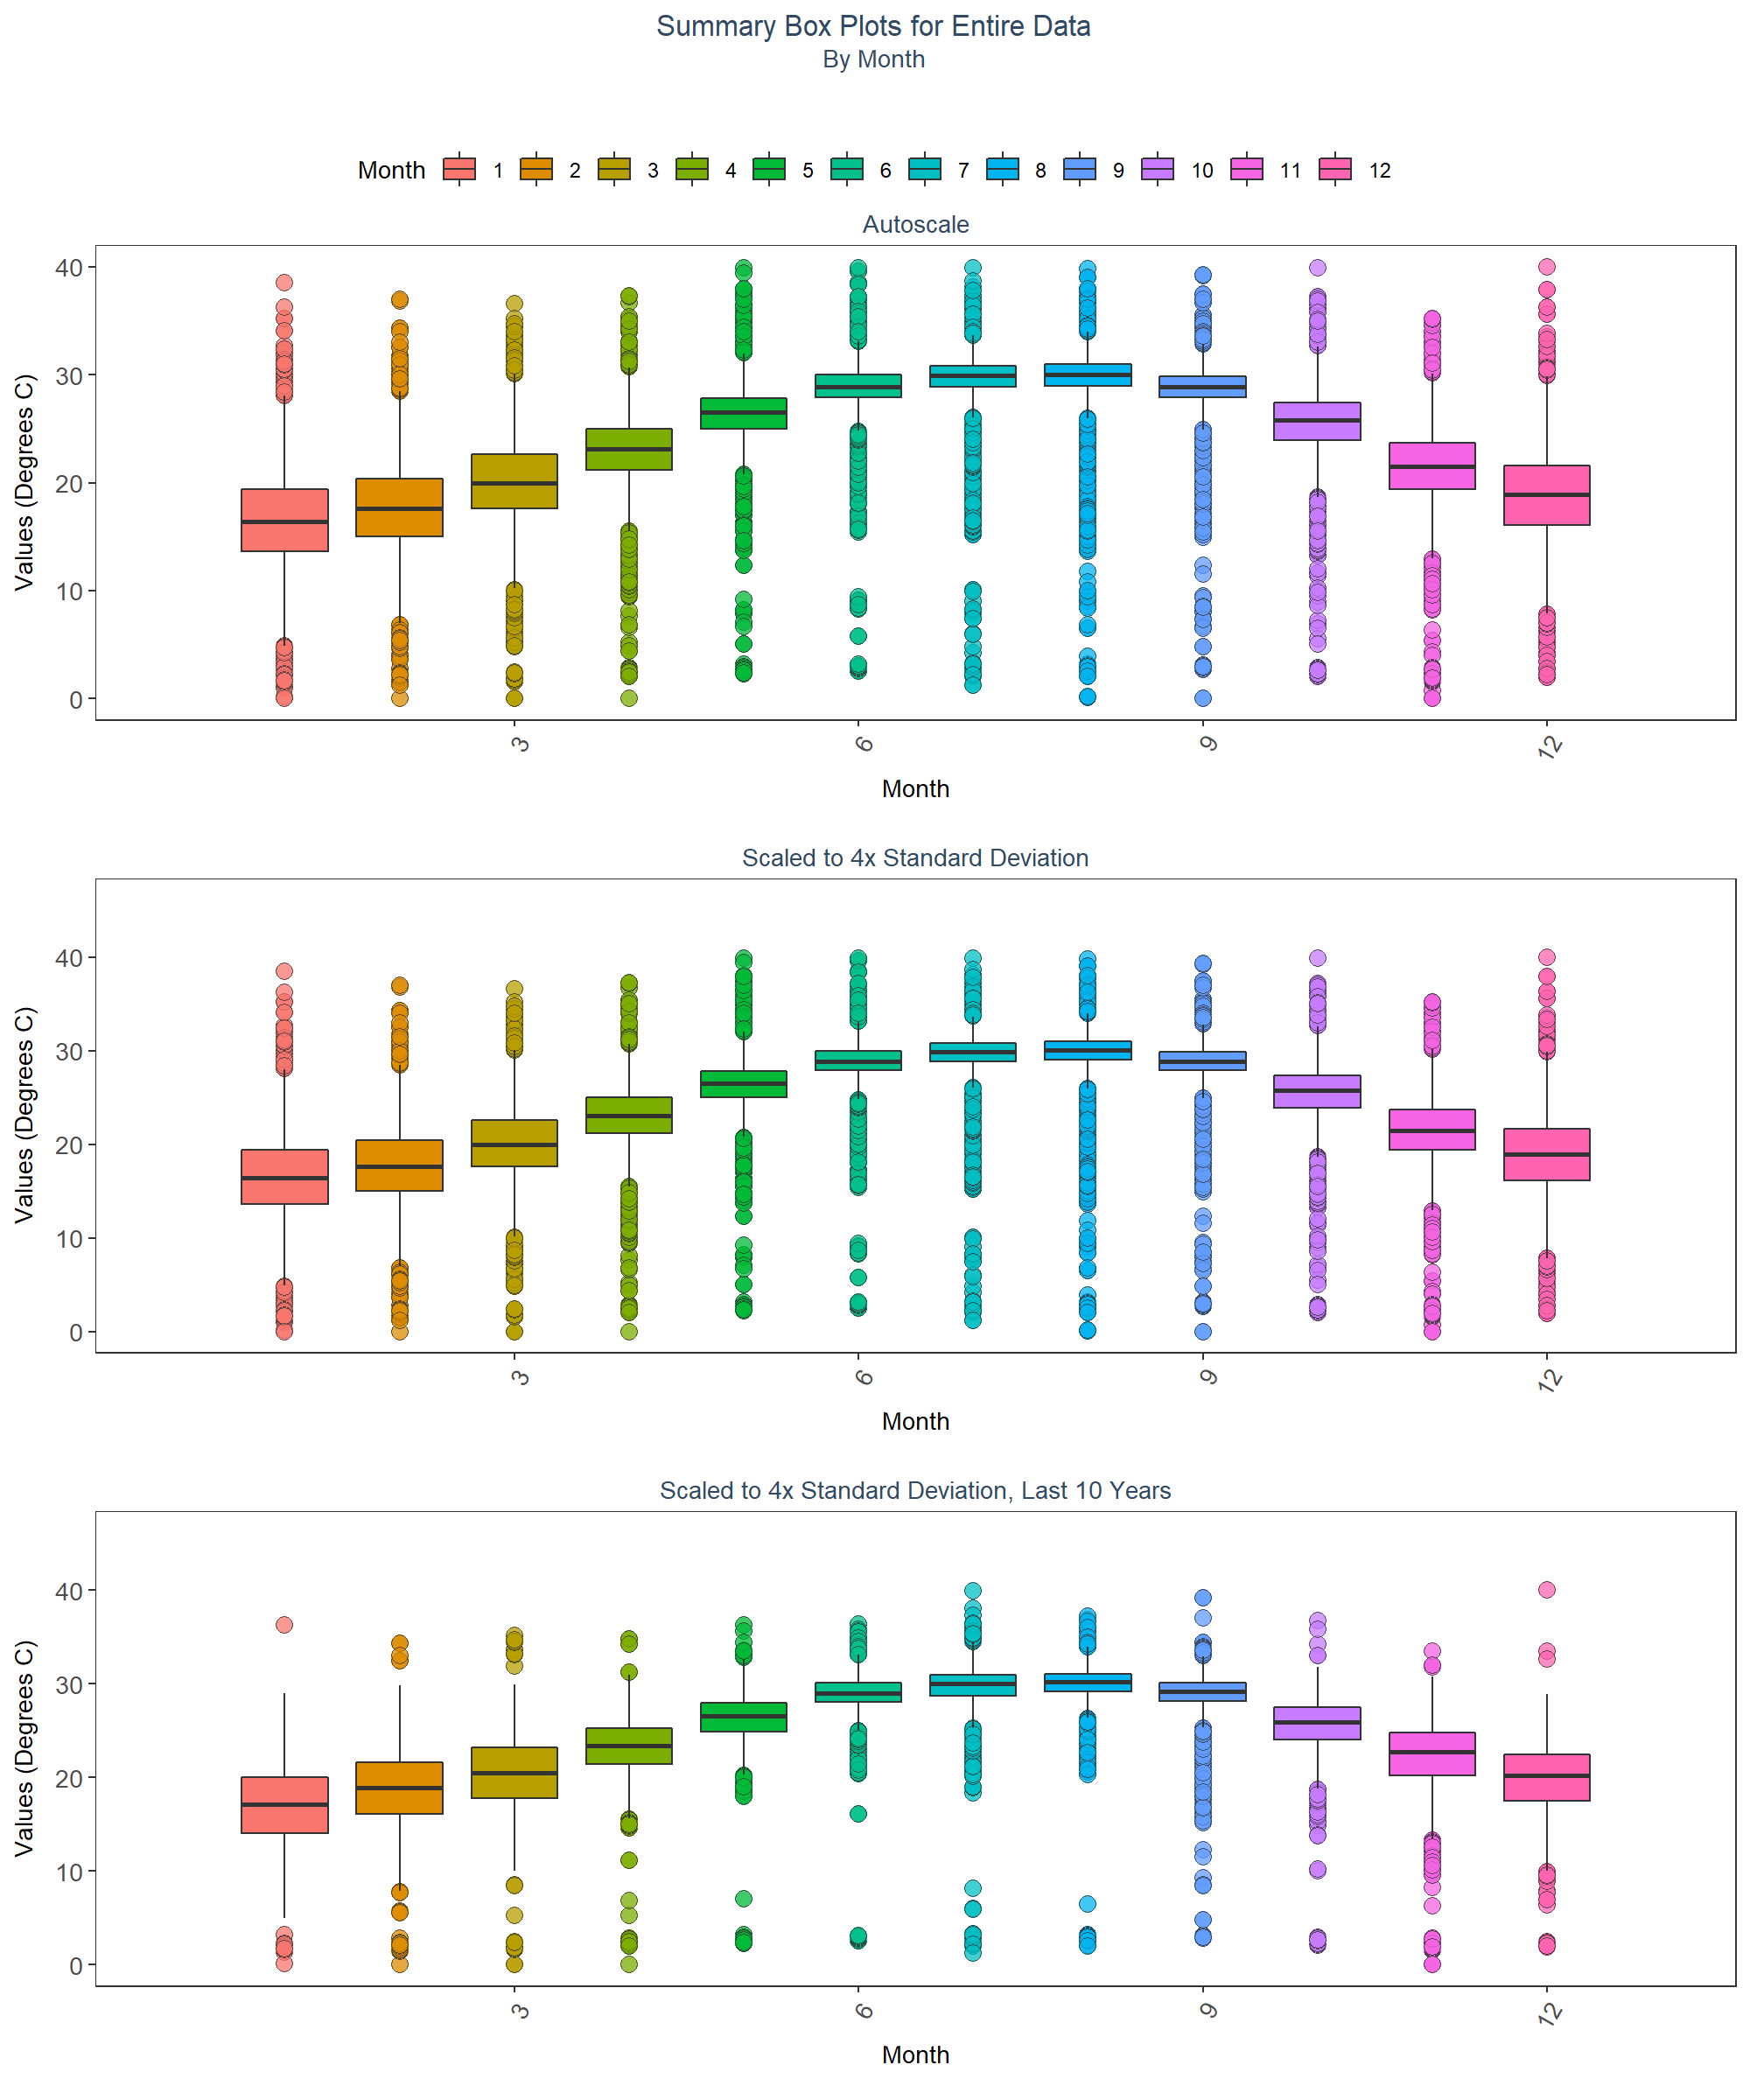 Summary Box Plots for Entire Data
By Month
Month 1 2 3 4 5 6 7 8 9 10 11 12
Autoscale
Values (Degrees C)
40
30
20
10
0
3 6 9 12
Month
Scaled to 4x Standard Deviation
Values (Degrees C)
40
30
20
10
0
3 6 9 12
Month
Scaled to 4x Standard Deviation, Last 10 Years
Values (Degrees C)
40
30
20
10
0
3 6 9 12
Month